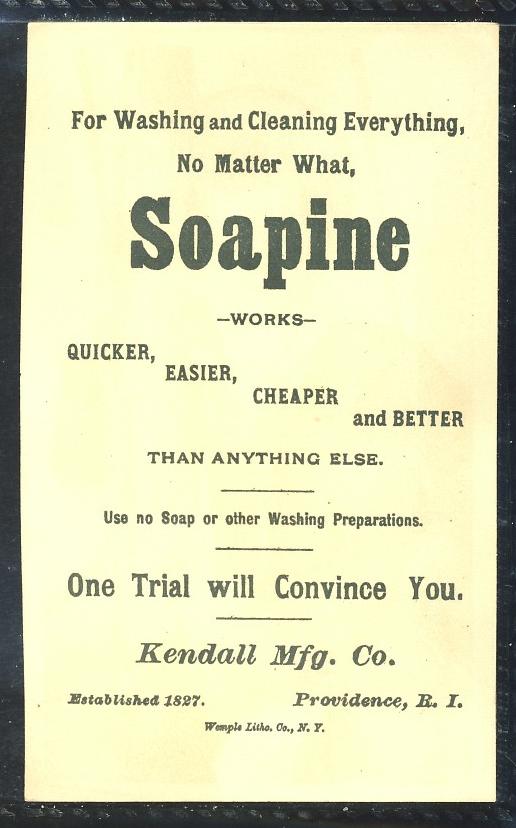 For Washing and Cleaning Everything,
No Matter What,
Soapine
—WORKS—
QUICKER,
EASIER,
CHEAPER
and BETTER
THAN ANYTHING ELSE.
Use no Soap or other Washing Preparations.
One Trial will Convince You.
Kendall Mfg. Co.
Established 1827. Providence, R. I.
Wemple Litho. Co., N. Y.